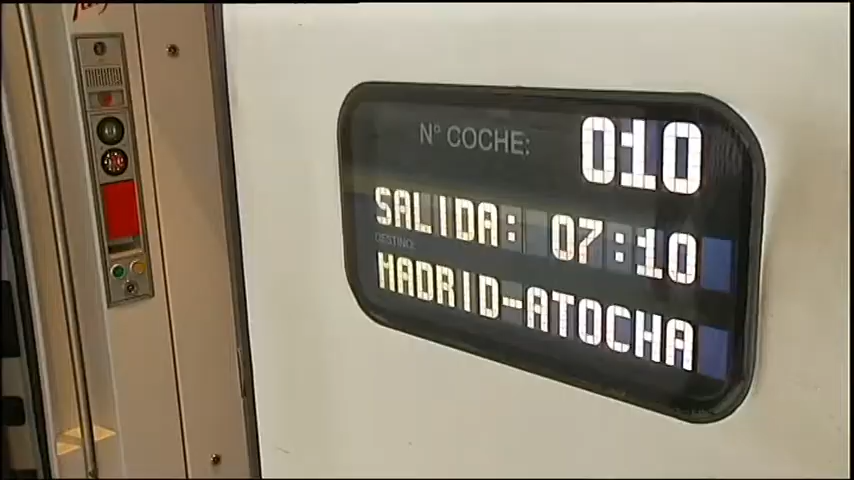 Nº COCHE: 010
SALIDA: 07:10
DESTINO:
MADRID-ATOCHA